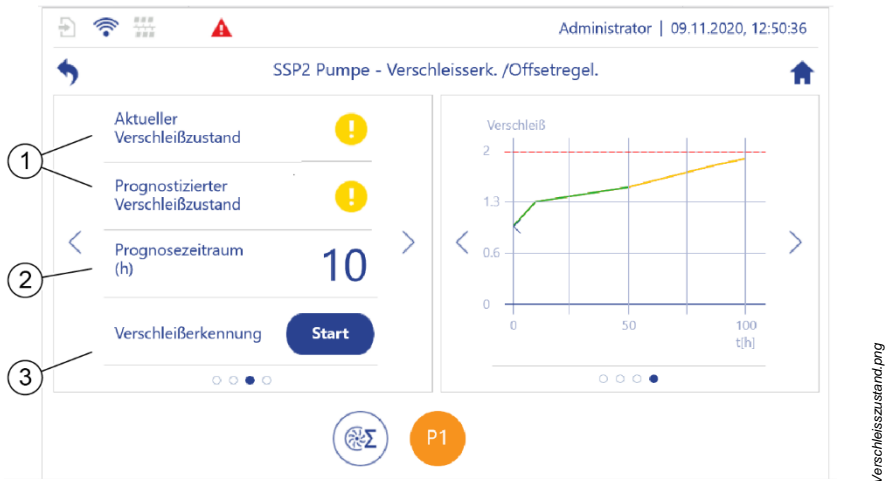 Administrator | 09.11.2020, 12:50:36
SSP2 Pumpe - Verschleisserk. /Offsetregel.
1
Aktueller
Verschleißzustand
!
Prognostizierter
Verschleißzustand
!
2
Prognosezeitraum
(h)
10
3
Verschleißerkennung
Start
Verschleiß
2
1.3
0.6
0
0
50
100
t[h]
Σ
P1
Verschleisszustand.png